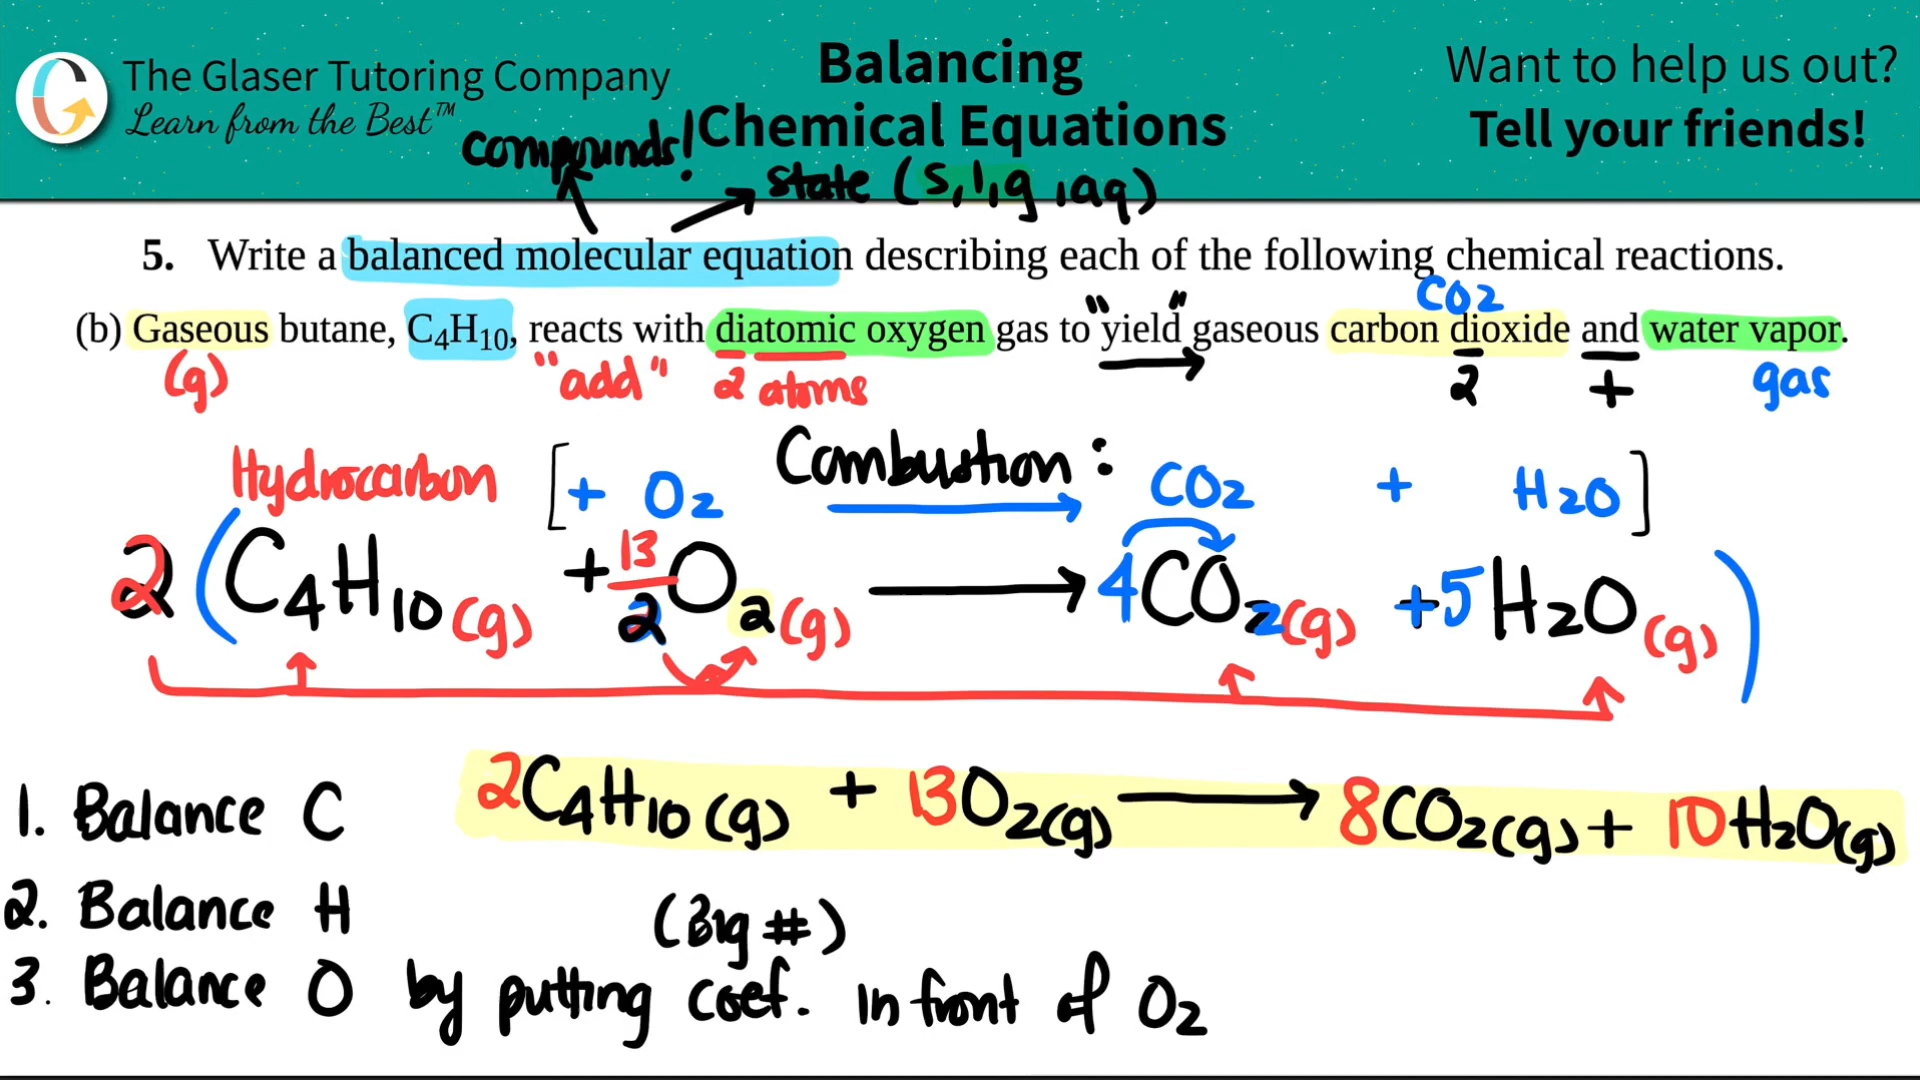 The Glaser Tutoring Company
Learn from the Best™
Balancing
Chemical Equations
Want to help us out?
Tell your friends!
compounds!
state (s, l, g, aq)
5. Write a balanced molecular equation describing each of the following chemical reactions.
CO2
(b) Gaseous butane, C₄H₁₀, reacts with diatomic oxygen gas to "yield" gaseous carbon dioxide and water vapor.
(g) "add" 2 atoms 2 + gas
Combustion:
Hydrocarbon [+ O2 CO2 + H2O]
2(C4H10(g) + 13/2 O2(g) → 4CO2(g) + 5H2O(g))
2C4H10(g) + 13O2(g) → 8CO2(g) + 10H2O(g)
1. Balance C
2. Balance H
(Big #)
3. Balance O by putting coef. in front of O2